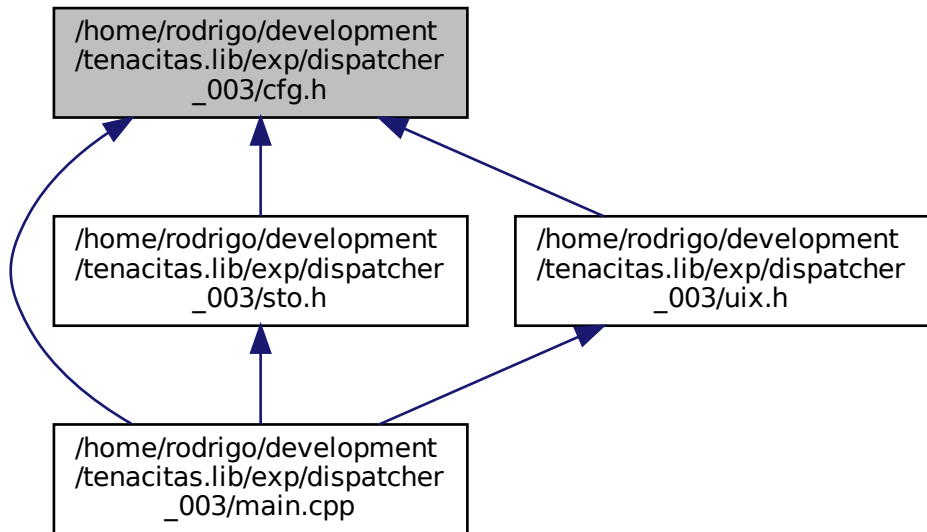 /home/rodrigo/development
/tenacitas.lib/exp/dispatcher
_003/cfg.h
/home/rodrigo/development
/tenacitas.lib/exp/dispatcher
_003/sto.h
/home/rodrigo/development
/tenacitas.lib/exp/dispatcher
_003/uix.h
/home/rodrigo/development
/tenacitas.lib/exp/dispatcher
_003/main.cpp